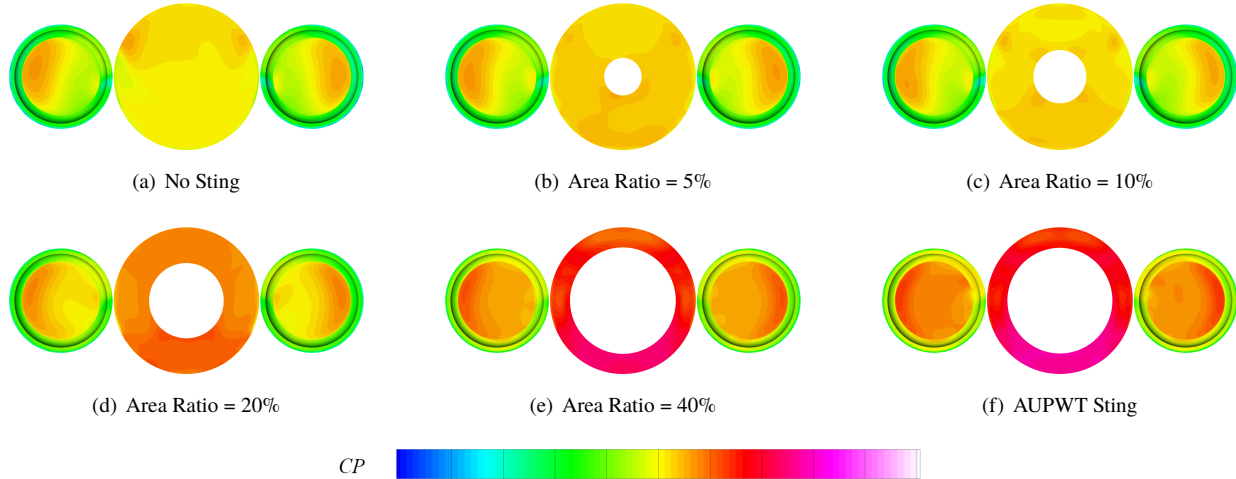 (a) No Sting
(b) Area Ratio = 5%
(c) Area Ratio = 10%
(d) Area Ratio = 20%
(e) Area Ratio = 40%
(f) AUPWT Sting
CP